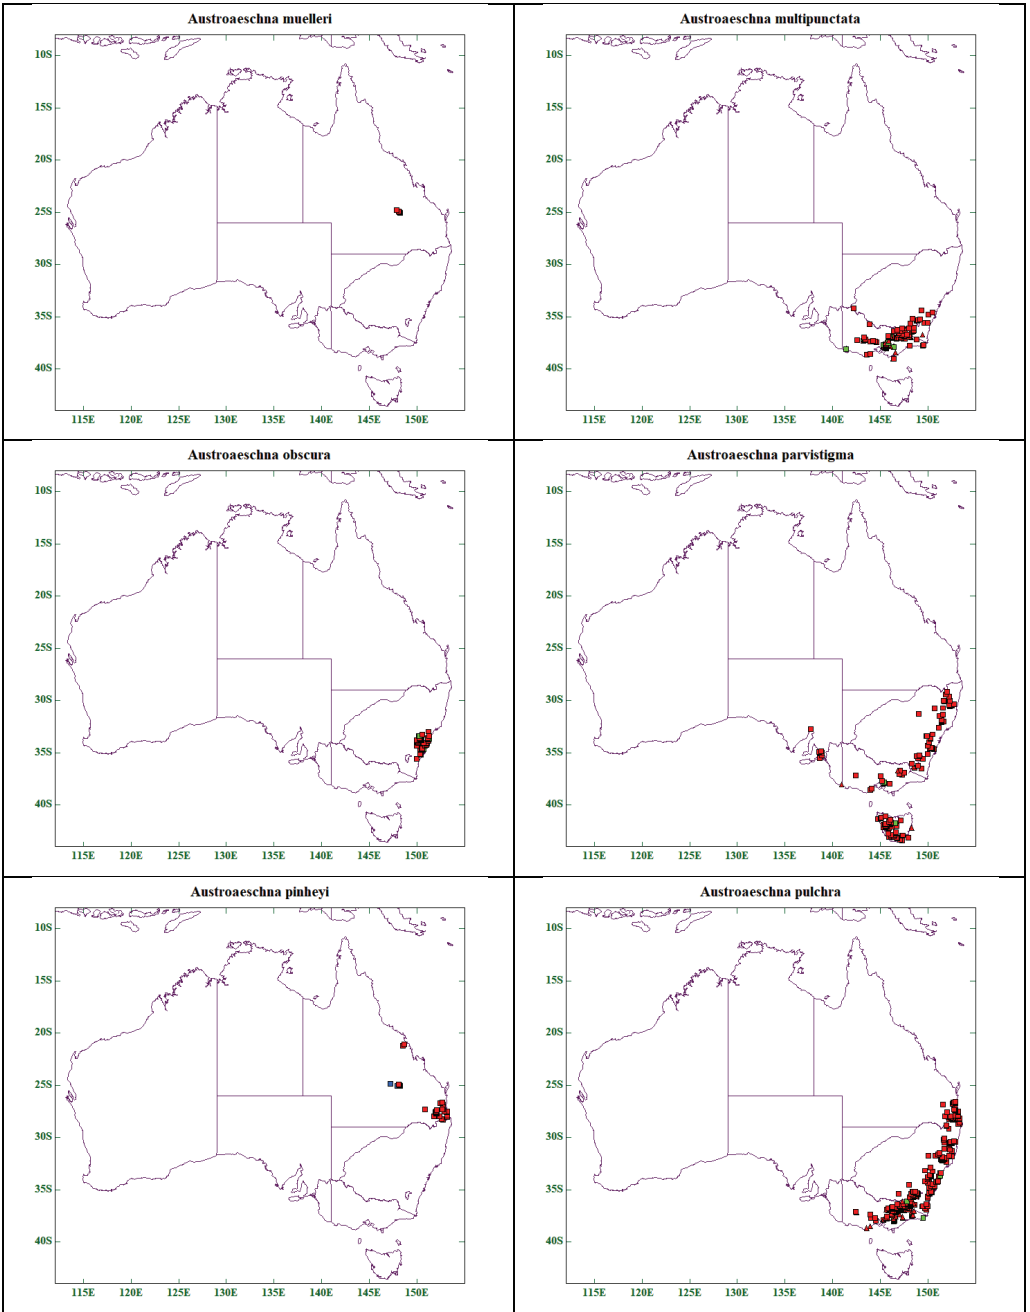 Austroaeschna muelleri
10S
15S
20S
25S
30S
35S
40S
115E 120E 125E 130E 135E 140E 145E 150E
Austroaeschna multipunctata
10S
15S
20S
25S
30S
35S
40S
115E 120E 125E 130E 135E 140E 145E 150E
Austroaeschna obscura
10S
15S
20S
25S
30S
35S
40S
115E 120E 125E 130E 135E 140E 145E 150E
Austroaeschna parvistigma
10S
15S
20S
25S
30S
35S
40S
115E 120E 125E 130E 135E 140E 145E 150E
Austroaeschna pinheyi
10S
15S
20S
25S
30S
35S
40S
115E 120E 125E 130E 135E 140E 145E 150E
Austroaeschna pulchra
10S
15S
20S
25S
30S
35S
40S
115E 120E 125E 130E 135E 140E 145E 150E